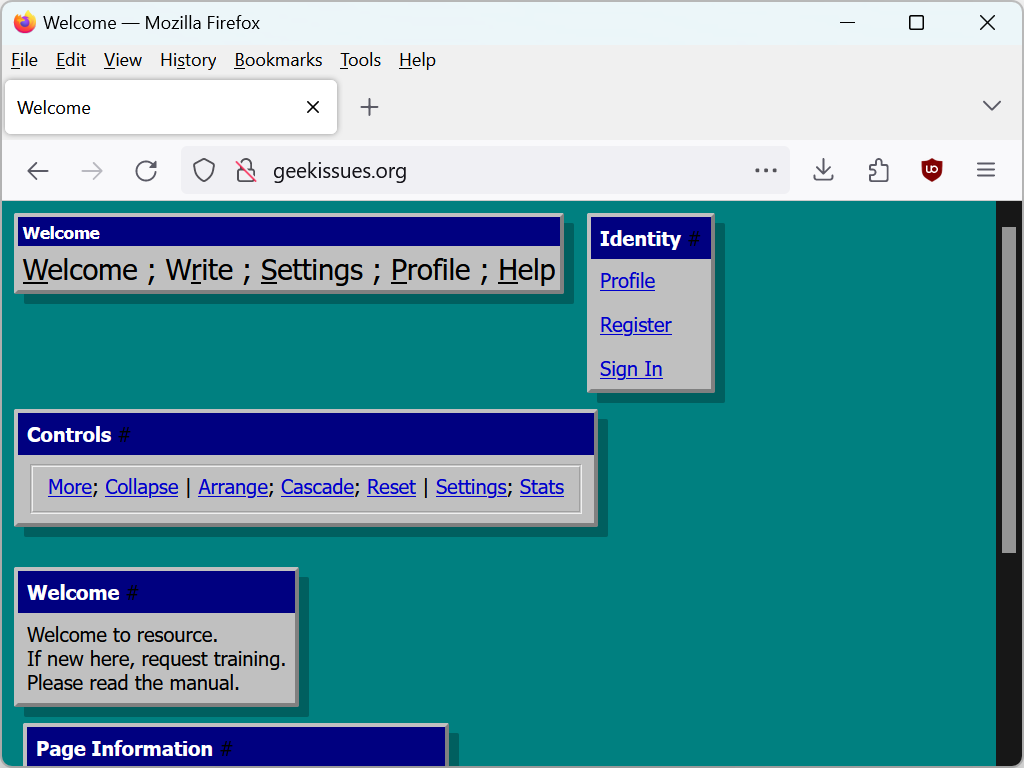 Welcome — Mozilla Firefox
File Edit View History Bookmarks Tools Help
Welcome
geekissues.org
Welcome
Welcome ; Write ; Settings ; Profile ; Help
Identity #
Profile
Register
Sign In
Controls #
More; Collapse | Arrange; Cascade; Reset | Settings; Stats
Welcome #
Welcome to resource.
If new here, request training.
Please read the manual.
Page Information #